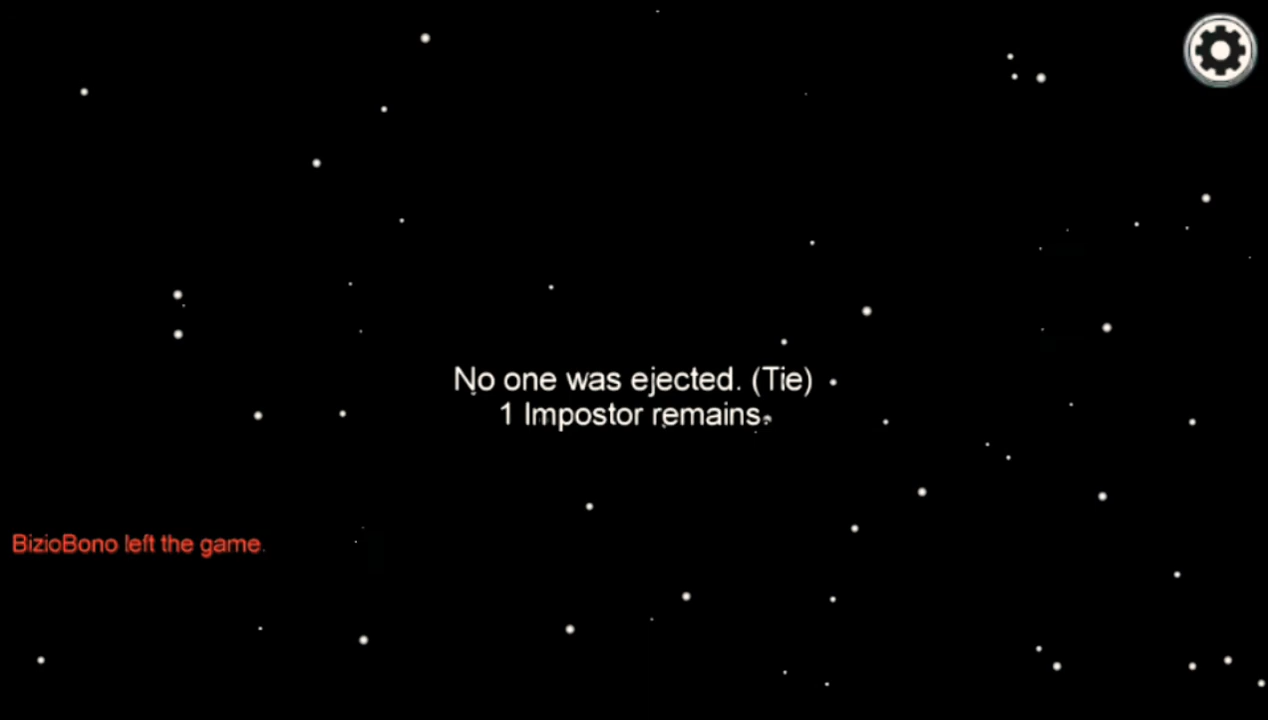 No one was ejected. (Tie)
1 Impostor remains.
BizioBono left the game.